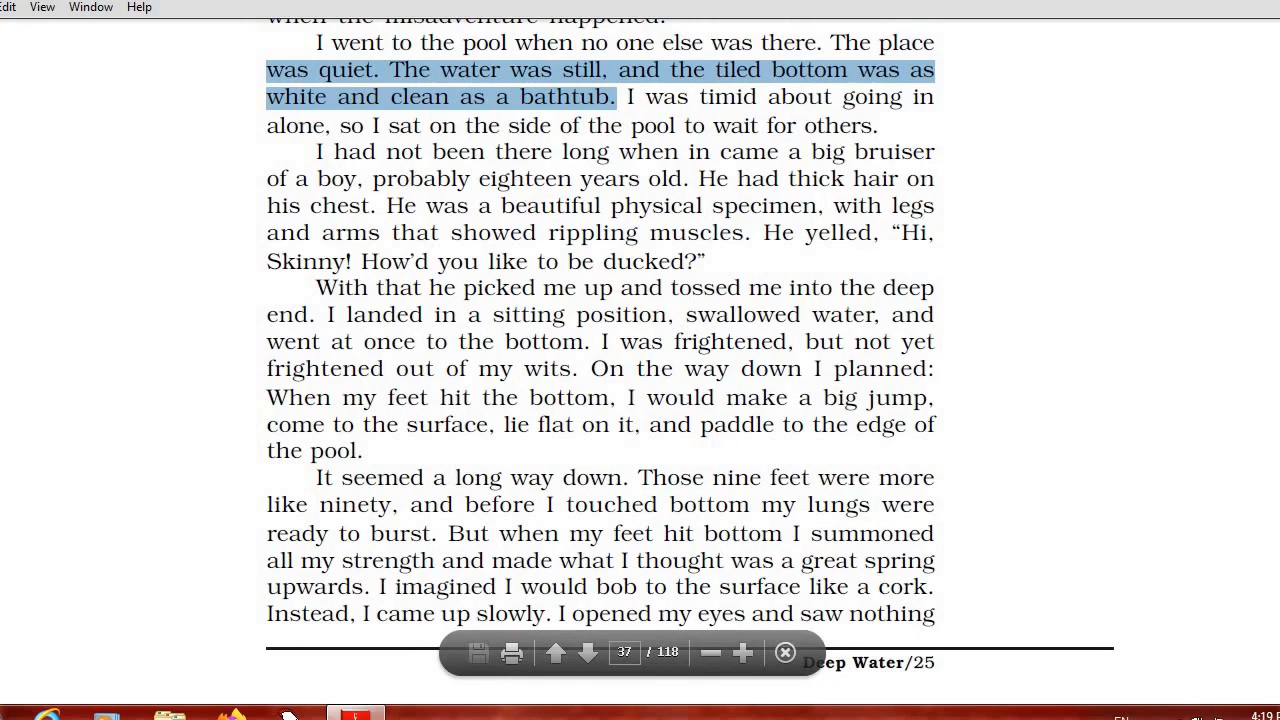 Edit View Window Help
when the misadventure happened.
I went to the pool when no one else was there. The place
was quiet. The water was still, and the tiled bottom was as
white and clean as a bathtub. I was timid about going in
alone, so I sat on the side of the pool to wait for others.
I had not been there long when in came a big bruiser
of a boy, probably eighteen years old. He had thick hair on
his chest. He was a beautiful physical specimen, with legs
and arms that showed rippling muscles. He yelled, “Hi,
Skinny! How’d you like to be ducked?”
With that he picked me up and tossed me into the deep
end. I landed in a sitting position, swallowed water, and
went at once to the bottom. I was frightened, but not yet
frightened out of my wits. On the way down I planned:
When my feet hit the bottom, I would make a big jump,
come to the surface, lie flat on it, and paddle to the edge of
the pool.
It seemed a long way down. Those nine feet were more
like ninety, and before I touched bottom my lungs were
ready to burst. But when my feet hit bottom I summoned
all my strength and made what I thought was a great spring
upwards. I imagined I would bob to the surface like a cork.
Instead, I came up slowly. I opened my eyes and saw nothing
37 / 118
Deep Water/25
EN
4:19 P